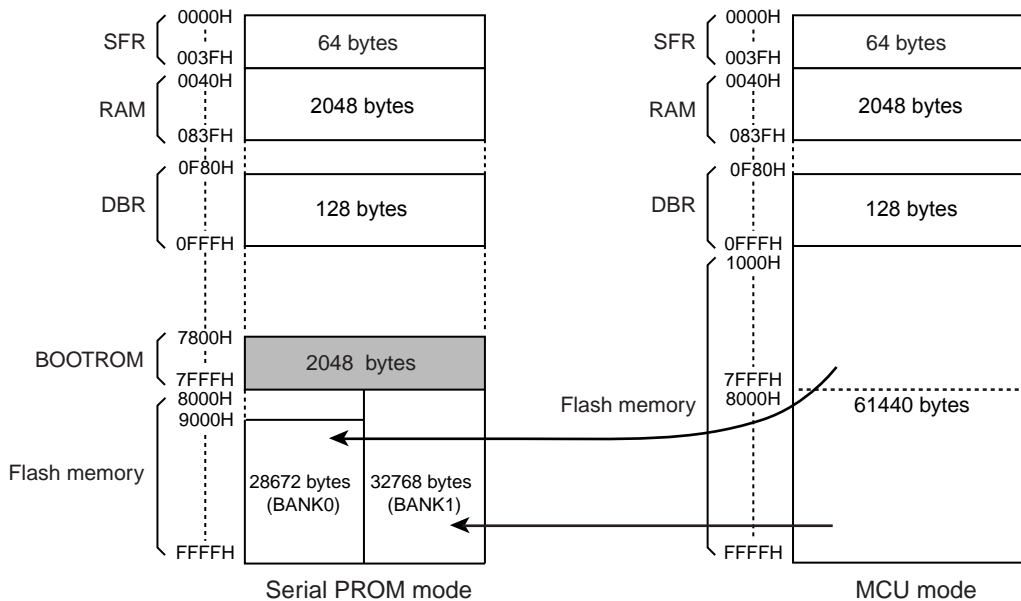 0000H
SFR
64 bytes
003FH
0040H
RAM
2048 bytes
083FH
0F80H
DBR
128 bytes
0FFFH
7800H
BOOTROM
2048 bytes
7FFFH
8000H
9000H
Flash memory
28672 bytes
(BANK0)
32768 bytes
(BANK1)
FFFFH
Serial PROM mode
0000H
SFR
64 bytes
003FH
0040H
RAM
2048 bytes
083FH
0F80H
DBR
128 bytes
0FFFH
1000H
7FFFH
8000H
Flash memory
61440 bytes
FFFFH
MCU mode